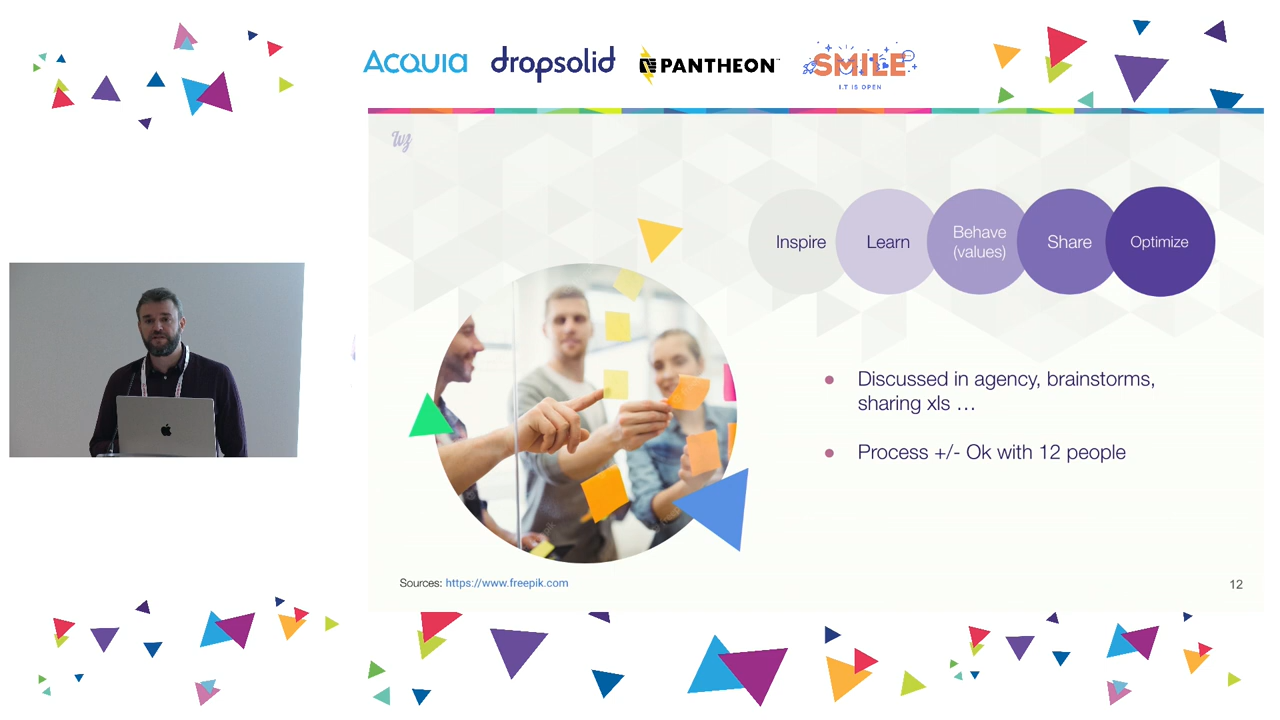 ACQUIA
dropsolid
PANTHEON
SMILE
I.T IS OPEN
Inspire
Learn
Behave
(values)
Share
Optimize
Discussed in agency, brainstorms,
sharing xls …
Process +/- Ok with 12 people
Sources: https://www.freepik.com
12